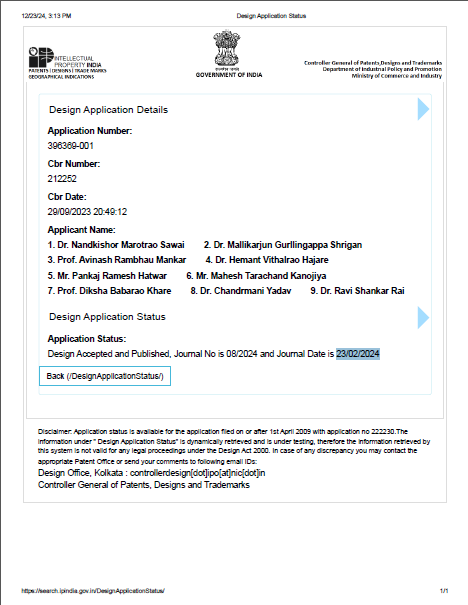 12/23/24, 3:13 PM Design Application Status
INTELLECTUAL
PROPERTY INDIA
PATENTS | DESIGNS | TRADE MARKS
GEOGRAPHICAL INDICATIONS
सत्यमेव जयते
GOVERNMENT OF INDIA
Controller General of Patents,Designs and Trademarks
Department of Industrial Policy and Promotion
Ministry of Commerce and Industry
Design Application Details
Application Number:
396369-001
Cbr Number:
212252
Cbr Date:
29/09/2023 20:49:12
Applicant Name:
1. Dr. Nandkishor Marotrao Sawai 2. Dr. Mallikarjun Gurllingappa Shrigan
3. Prof. Avinash Rambhau Mankar 4. Dr. Hemant Vithalrao Hajare
5. Mr. Pankaj Ramesh Hatwar 6. Mr. Mahesh Tarachand Kanojiya
7. Prof. Diksha Babarao Khare 8. Dr. Chandrmani Yadav 9. Dr. Ravi Shankar Rai
Design Application Status
Application Status:
Design Accepted and Published, Journal No is 08/2024 and Journal Date is 23/02/2024
Back (/DesignApplicationStatus/)
Disclaimer: Application status is available for the application filed on or after 1st April 2009 with application no 222230.The
information under " Design Application Status" is dynamically retrieved and is under testing, therefore the information retrieved by
this system is not valid for any legal proceedings under the Design Act 2000. In case of any discrepancy you may contact the
appropriate Patent Office or send your comments to following email IDs:
Design Office, Kolkata : controllerdesign[dot]ipo[at]nic[dot]in
Controller General of Patents, Designs and Trademarks
https://search.ipindia.gov.in/DesignApplicationStatus/ 1/1